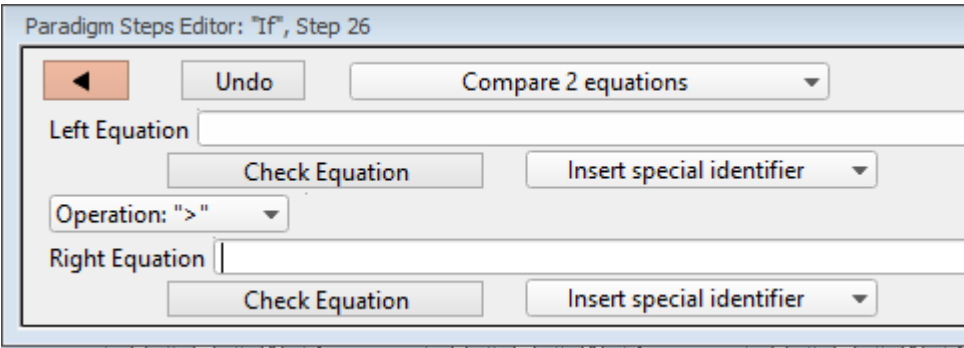 Paradigm Steps Editor: "If", Step 26
Undo Compare 2 equations
Left Equation
Check Equation Insert special identifier
Operation: ">"
Right Equation
Check Equation Insert special identifier